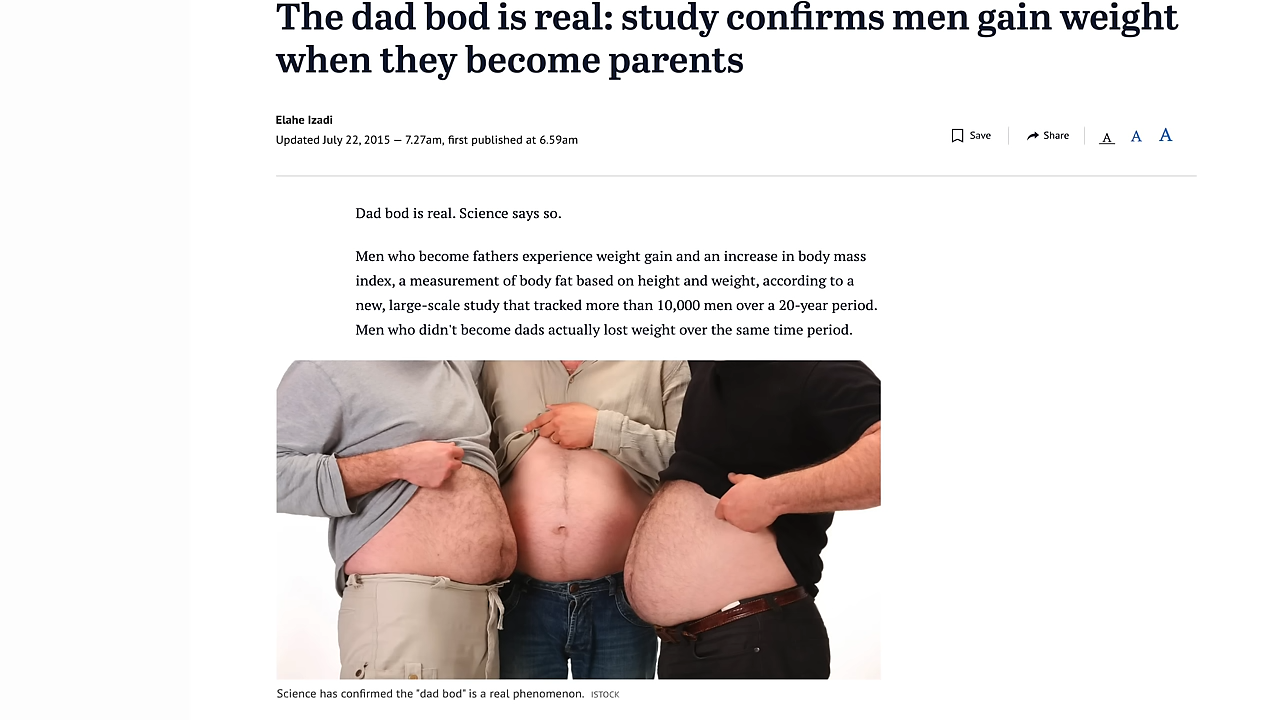 The dad bod is real: study confirms men gain weight
when they become parents
Elahe Izadi
Updated July 22, 2015 — 7.27am, first published at 6.59am
Save
Share
A
A
A
Dad bod is real. Science says so.
Men who become fathers experience weight gain and an increase in body mass
index, a measurement of body fat based on height and weight, according to a
new, large-scale study that tracked more than 10,000 men over a 20-year period.
Men who didn't become dads actually lost weight over the same time period.
Science has confirmed the "dad bod" is a real phenomenon. ISTOCK